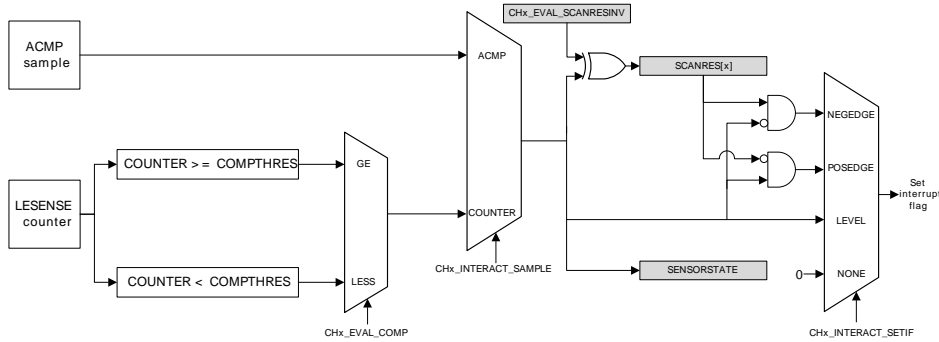 CHx_EVAL_SCANRESINV
ACMP
sample
ACMP
SCANRES[x]
NEGEDGE
COUNTER >= COMPTHRES
GE
POSEDGE
Set
interrupt
flag
LESENSE
counter
COUNTER
LEVEL
CHx_INTERACT_SAMPLE
SENSORSTATE
0
NONE
COUNTER < COMPTHRES
LESS
CHx_EVAL_COMP
CHx_INTERACT_SETIF